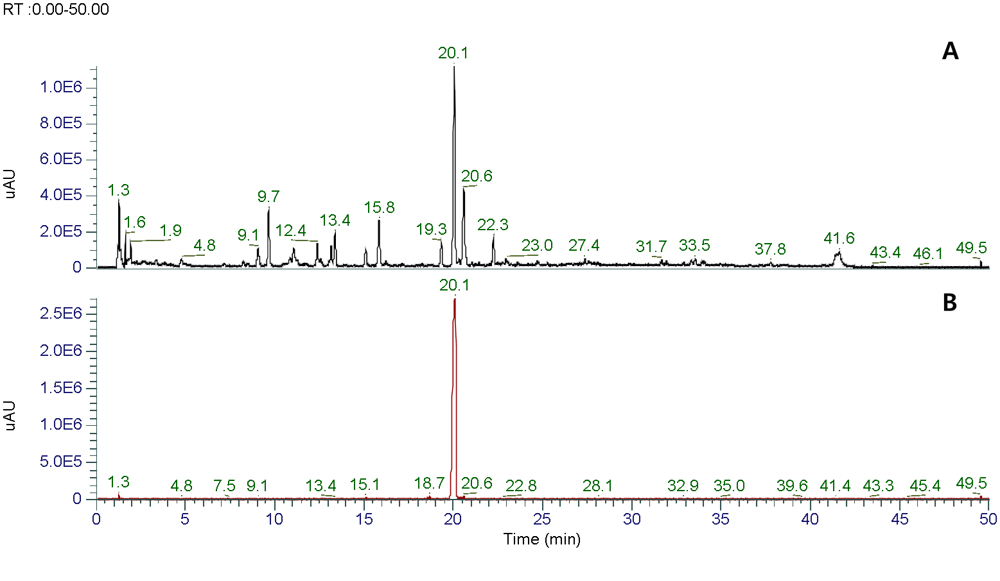 RT :0.00-50.00
A
20.1
1.0E6
8.0E5
6.0E5
4.0E5
2.0E5
0
uAU
1.3
1.6
1.9
4.8
9.1
9.7
12.4
13.4
15.8
19.3
20.6
22.3
23.0
27.4
31.7
33.5
37.8
41.6
43.4
46.1
49.5
B
20.1
2.5E6
2.0E6
1.5E6
1.0E6
5.0E5
0
uAU
1.3
4.8
7.5
9.1
13.4
15.1
18.7
20.6
22.8
28.1
32.9
35.0
39.6
41.4
43.3
45.4
49.5
0 5 10 15 20 25 30 35 40 45 50
Time (min)